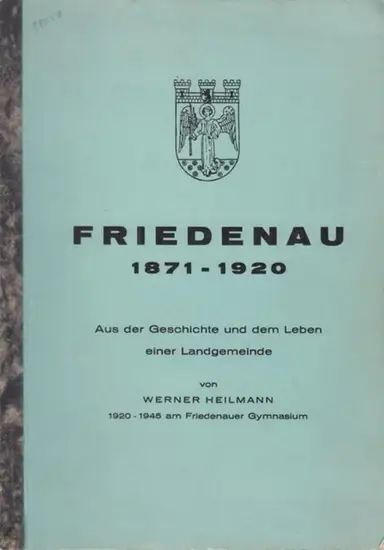 FRIEDENAU
1871-1920
Aus der Geschichte und dem Leben
einer Landgemeinde
von
WERNER HEILMANN
1920-1945 am Friedenauer Gymnasium